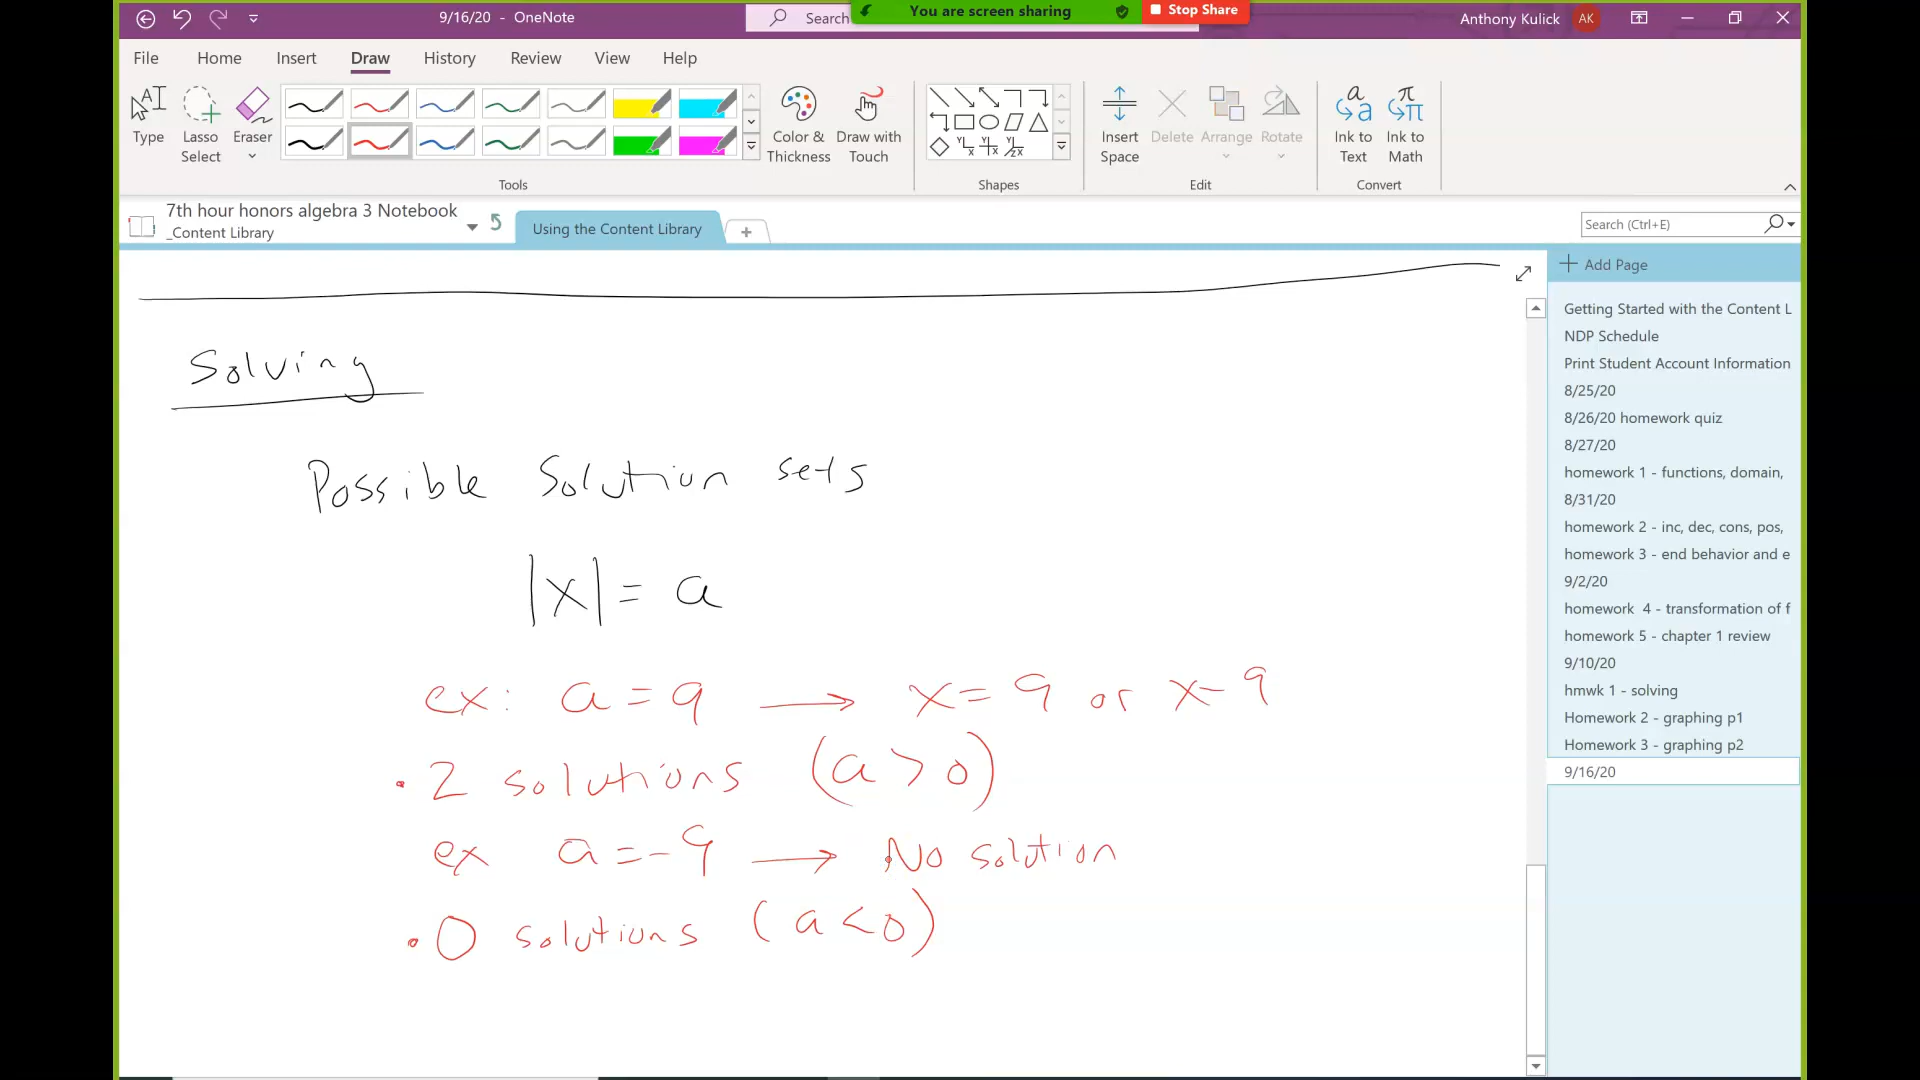 9/16/20 - OneNote
Search
You are screen sharing
Stop Share
Anthony Kulick
AK
File Home Insert Draw History Review View Help
Type
Lasso Select
Eraser
Color & Thickness
Draw with Touch
Insert Space
Delete
Arrange
Rotate
Ink to Text
Ink to Math
Tools
Shapes
Edit
Convert
7th hour honors algebra 3 Notebook
_Content Library
Using the Content Library
Search (Ctrl+E)
Add Page
Getting Started with the Content L
NDP Schedule
Print Student Account Information
8/25/20
8/26/20 homework quiz
8/27/20
homework 1 - functions, domain,
8/31/20
homework 2 - inc, dec, cons, pos,
homework 3 - end behavior and e
9/2/20
homework 4 - transformation of f
homework 5 - chapter 1 review
9/10/20
hmwk 1 - solving
Homework 2 - graphing p1
Homework 3 - graphing p2
9/16/20
Solving
Possible Solution sets
|x| = a
ex: a = 9 → x = 9 or x - 9
• 2 solutions (a > 0)
ex a = -9 → No solution
• 0 solutions (a < 0)